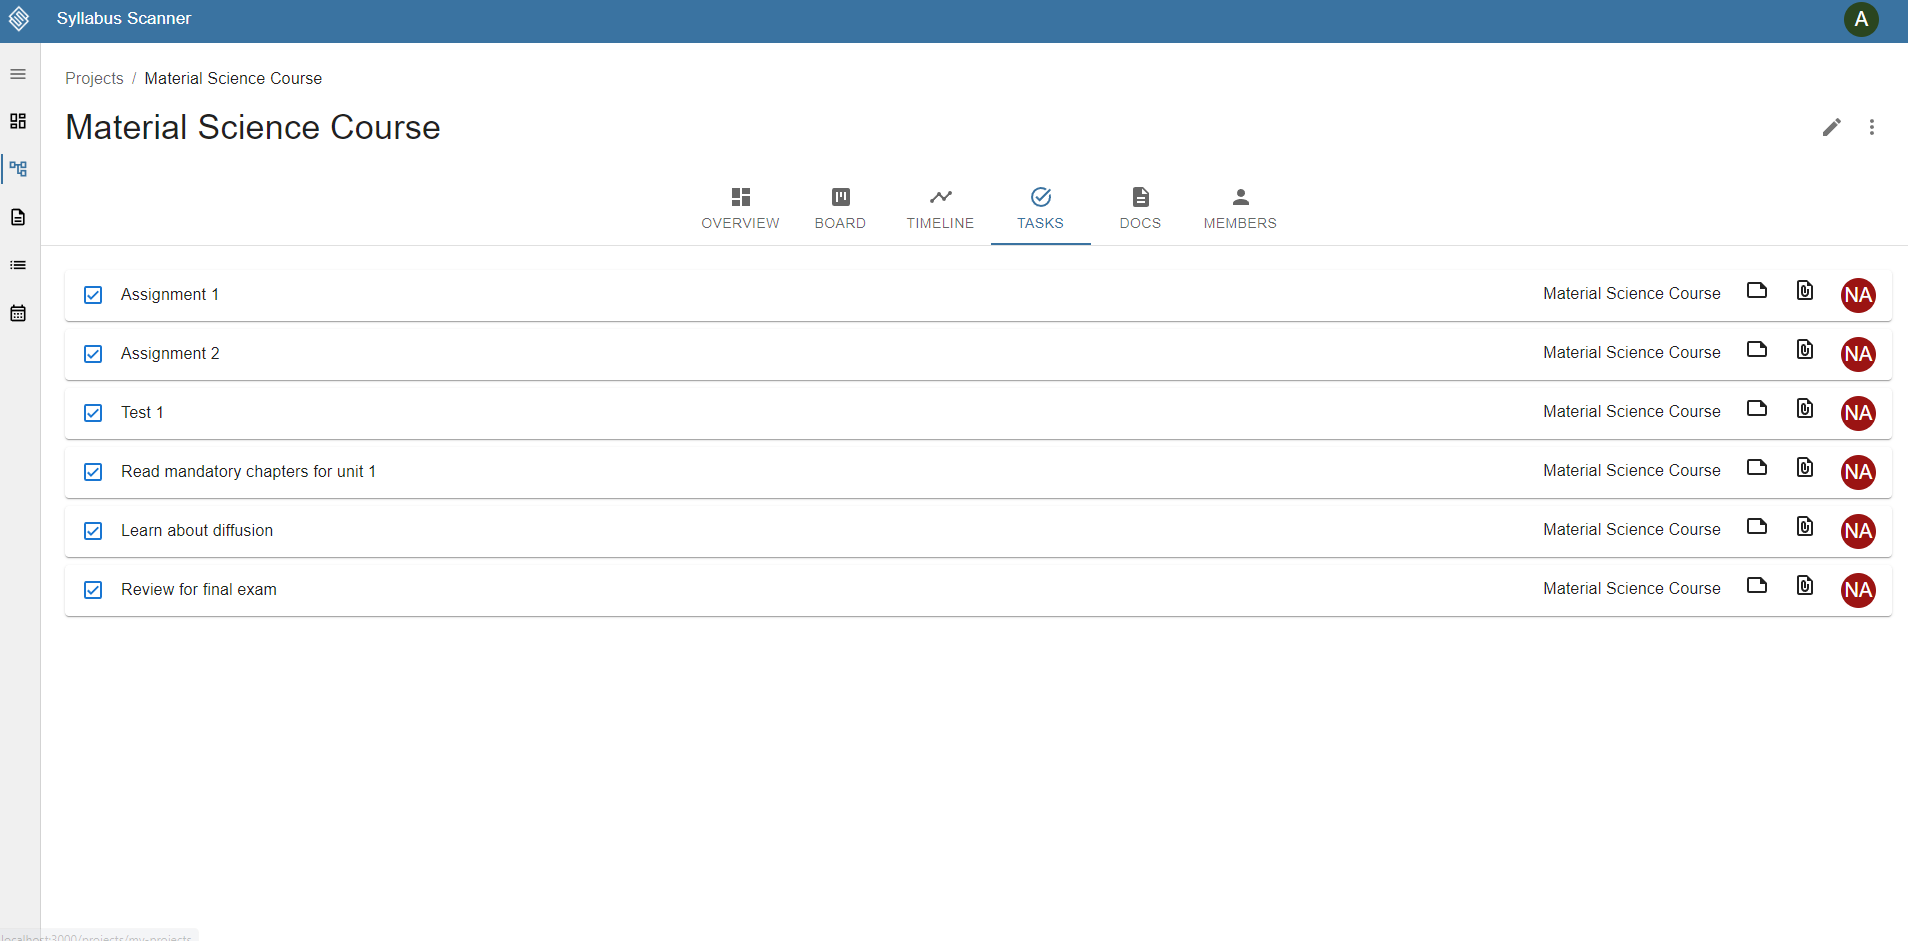 Syllabus Scanner
A
Projects / Material Science Course
Material Science Course
OVERVIEW BOARD TIMELINE TASKS DOCS MEMBERS
Assignment 1 Material Science Course NA
Assignment 2 Material Science Course NA
Test 1 Material Science Course NA
Read mandatory chapters for unit 1 Material Science Course NA
Learn about diffusion Material Science Course NA
Review for final exam Material Science Course NA
localhost:3000/projects/my-projects